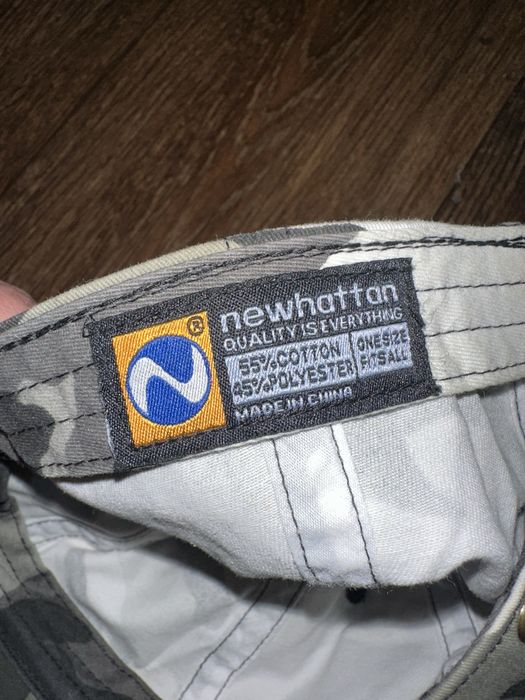 ®
newhattan
QUALITY IS EVERYTHING
55% COTTON
45% POLYESTER
ONE SIZE
FITS ALL
MADE IN CHINA